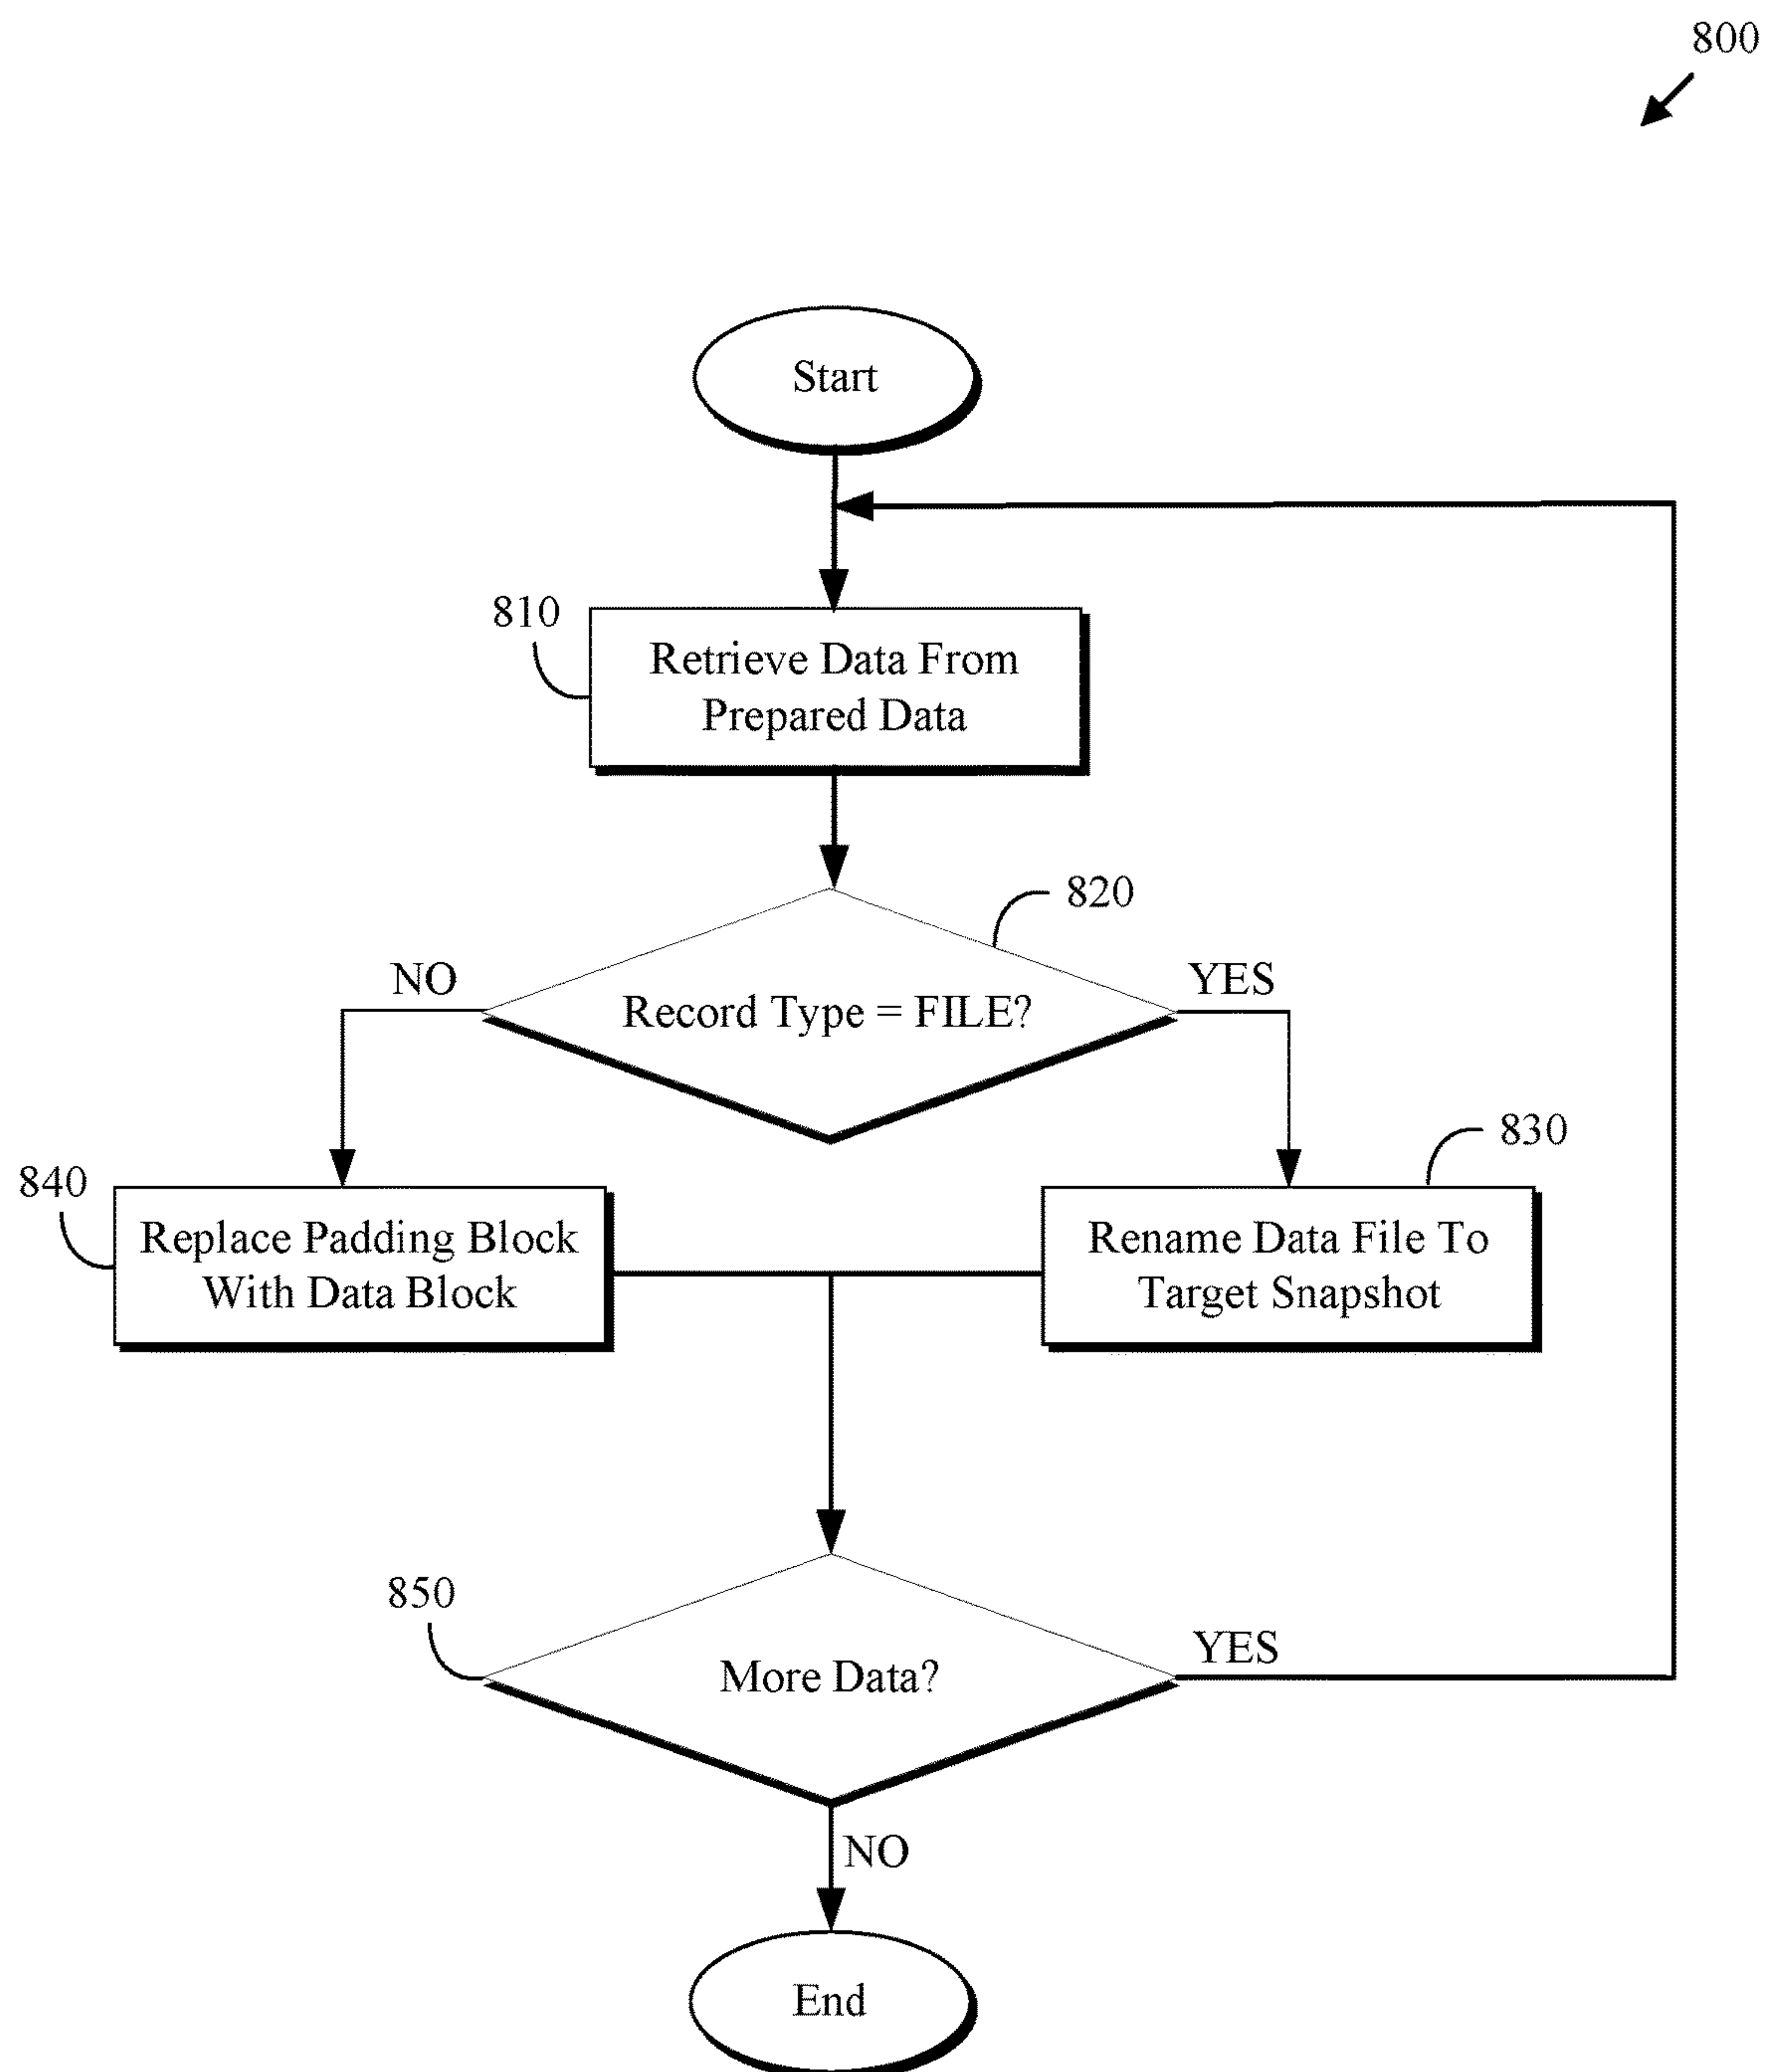 800
Start
810
Retrieve Data From
Prepared Data
820
NO
YES
Record Type = FILE?
830
840
Replace Padding Block
With Data Block
Rename Data File To
Target Snapshot
850
More Data?
YES
NO
End